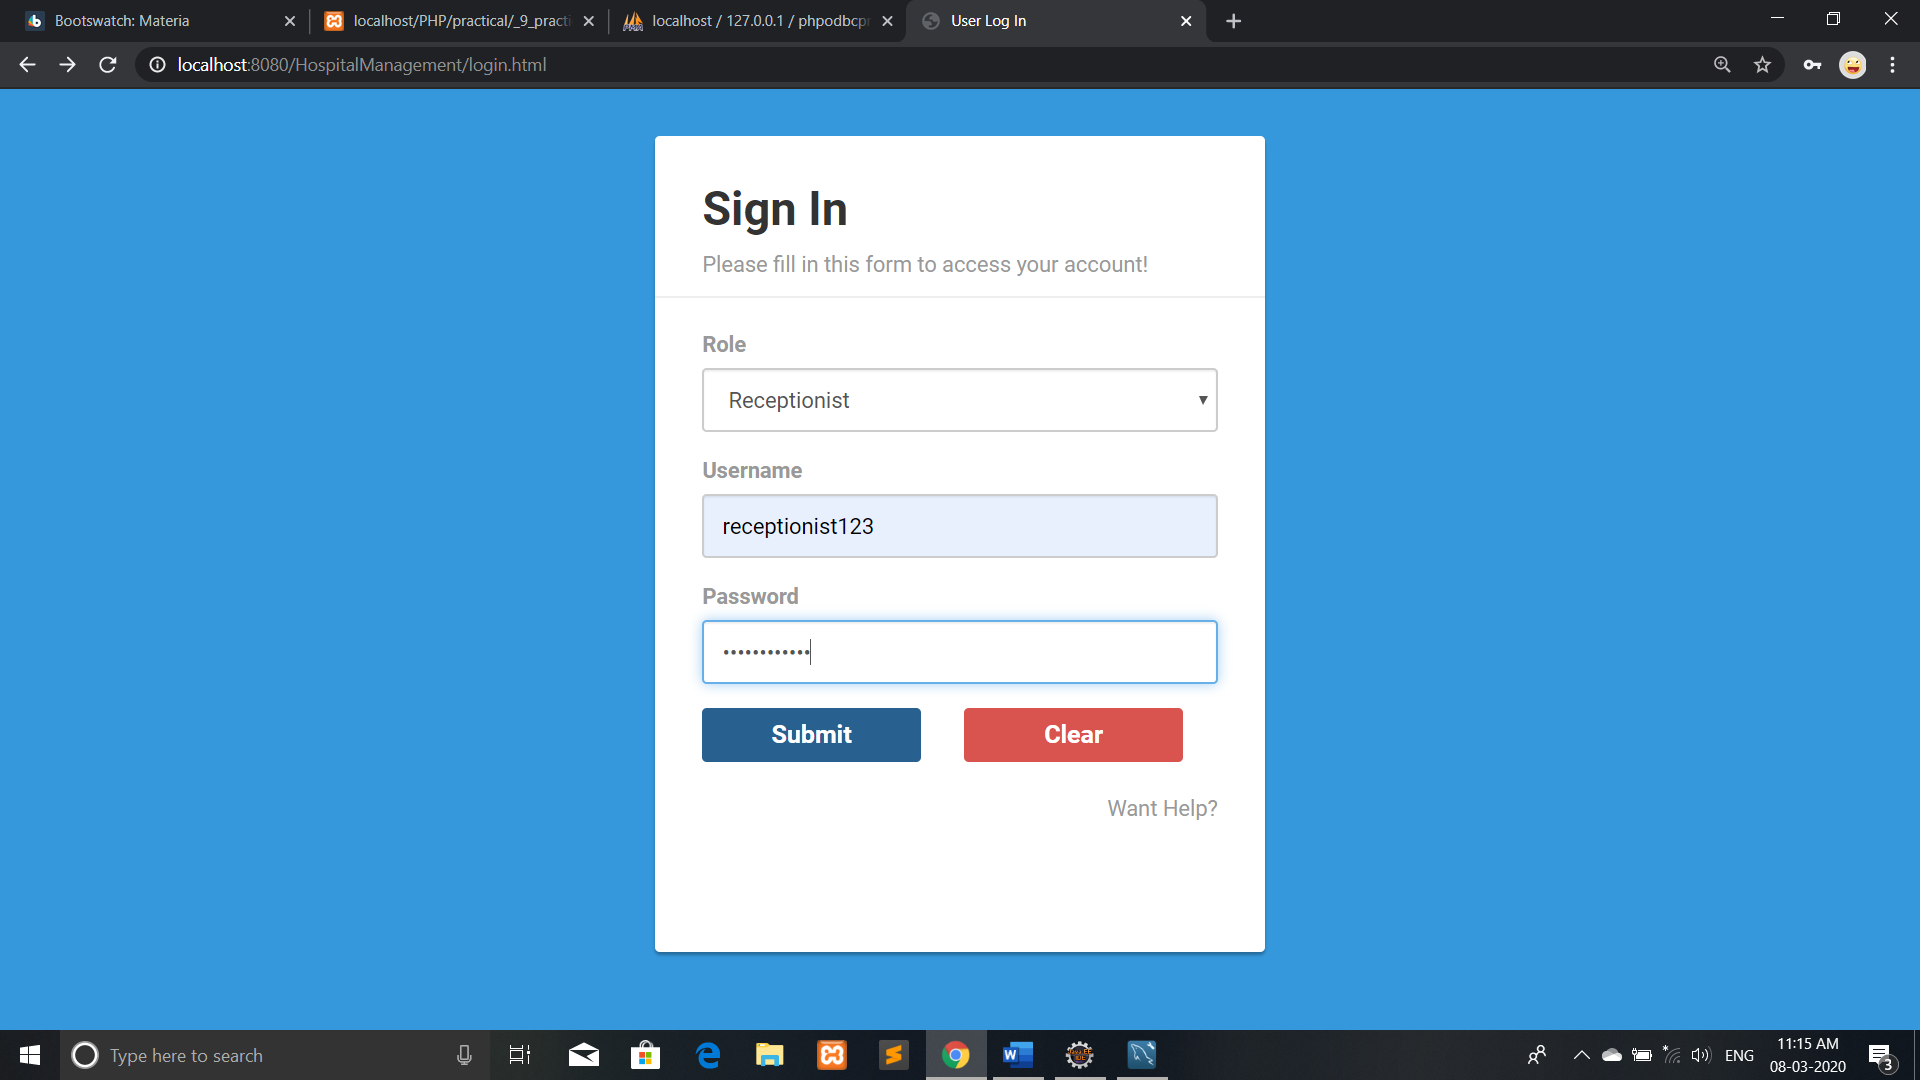 Bootswatch: Materia
localhost/PHP/practical/_9_practi
localhost / 127.0.0.1 / phpodbcpr
User Log In
localhost:8080/HospitalManagement/login.html
Sign In
Please fill in this form to access your account!
Role
Receptionist
Username
receptionist123
Password
••••••••••••
Submit
Clear
Want Help?
Type here to search
ENG
11:15 AM
08-03-2020
3